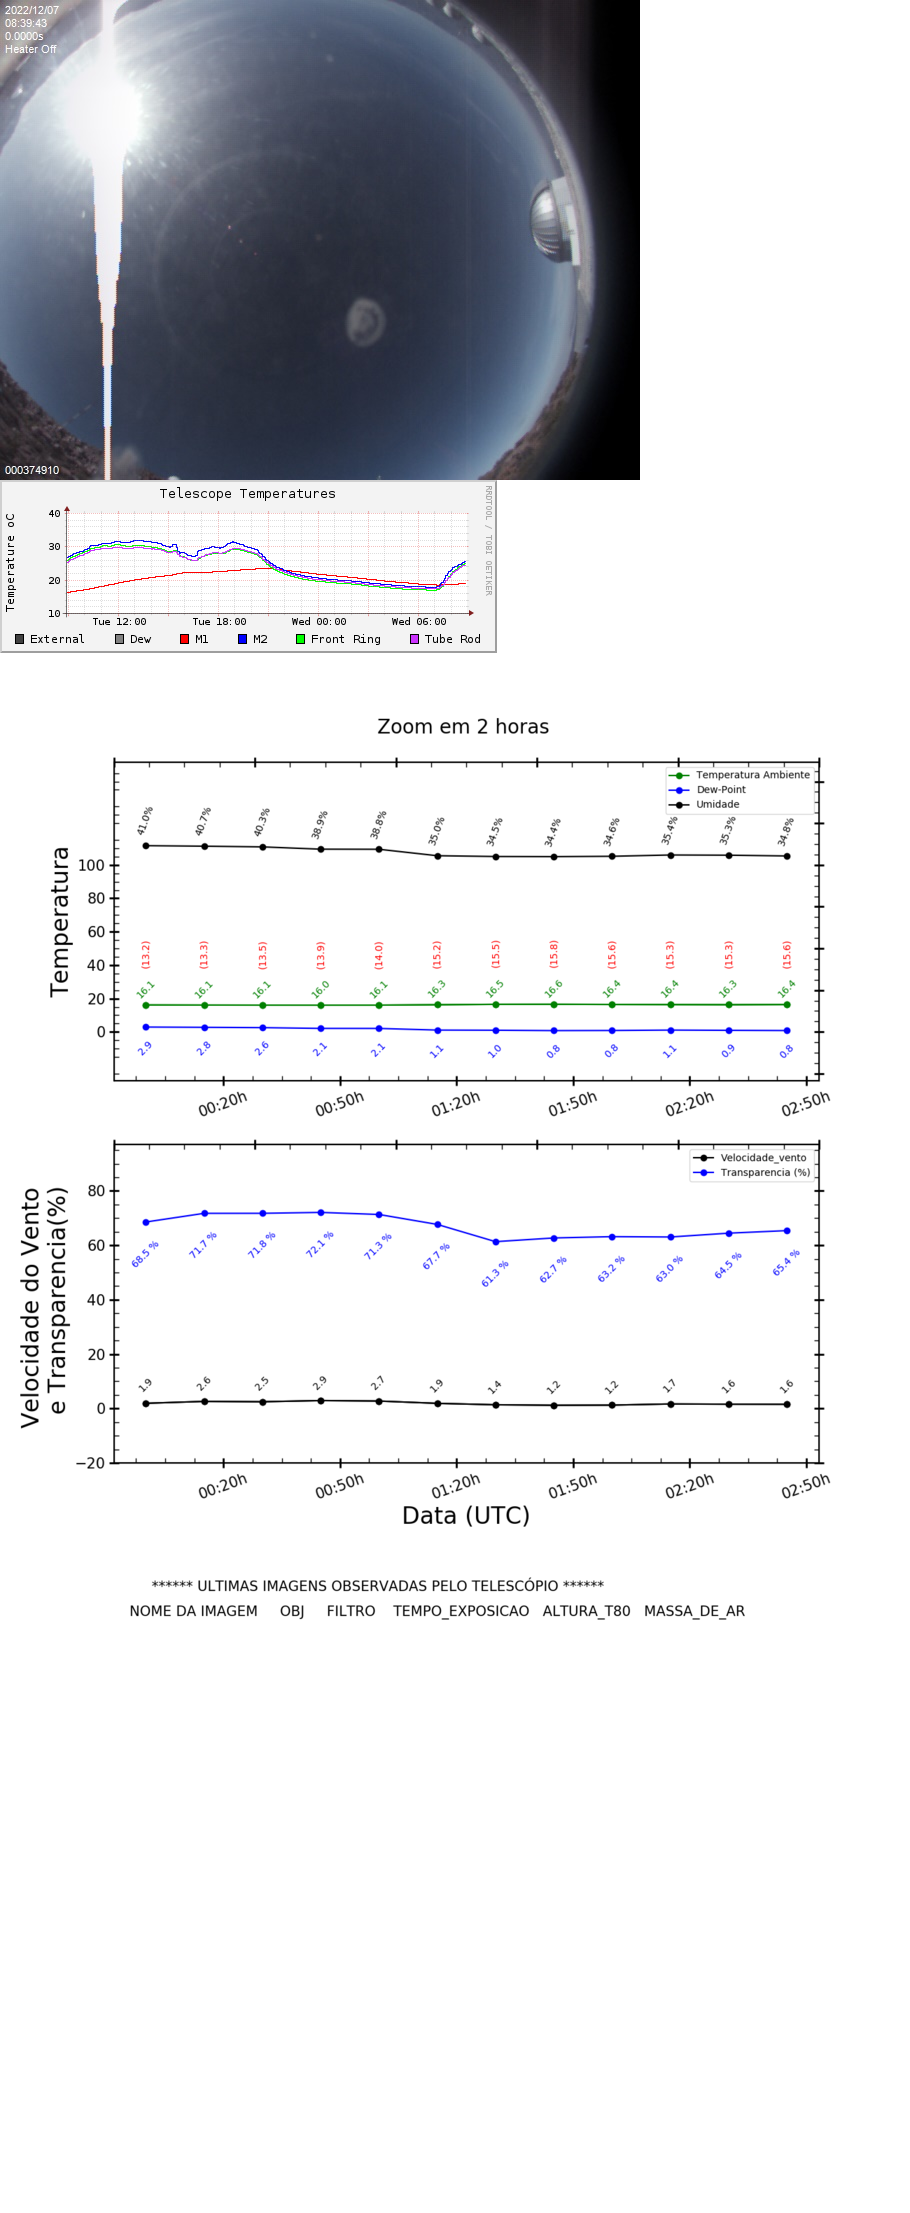 2022/12/07
08:39:43
0.0000s
Heater Off
000374910
Telescope Temperatures
RRDTOOL / TOBI OETIKER
Temperature oC
40
30
20
10
Tue 12:00 Tue 18:00 Wed 00:00 Wed 06:00
External Dew M1 M2 Front Ring Tube Rod
Zoom em 2 horas
Temperatura Ambiente
Dew-Point
Umidade
Temperatura
100
80
60
40
20
0
41.0% 40.7% 40.3% 38.9% 38.8% 35.0% 34.5% 34.4% 34.6% 35.4% 35.3% 34.8%
(13.2) (13.3) (13.5) (13.9) (14.0) (15.2) (15.5) (15.8) (15.6) (15.3) (15.3) (15.6)
16.1 16.1 16.1 16.0 16.1 16.3 16.5 16.6 16.4 16.4 16.3 16.4
2.9 2.8 2.6 2.1 2.1 1.1 1.0 0.8 0.8 1.1 0.9 0.8
00:20h 00:50h 01:20h 01:50h 02:20h 02:50h
Velocidade_vento
Transparencia (%)
Velocidade do Vento
e Transparencia(%)
80
60
40
20
0
−20
68.5 % 71.7 % 71.8 % 72.1 % 71.3 % 67.7 % 61.3 % 62.7 % 63.2 % 63.0 % 64.5 % 65.4 %
1.9 2.6 2.5 2.9 2.7 1.9 1.4 1.2 1.2 1.7 1.6 1.6
00:20h 00:50h 01:20h 01:50h 02:20h 02:50h
Data (UTC)
****** ULTIMAS IMAGENS OBSERVADAS PELO TELESCÓPIO ******
NOME DA IMAGEM OBJ FILTRO TEMPO_EXPOSICAO ALTURA_T80 MASSA_DE_AR